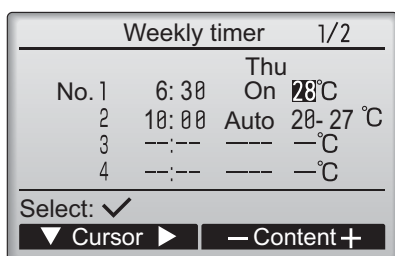 Weekly timer 1/2
Thu
No. 1 6:30 On 28°C
2 10:00 Auto 20-27 °C
3 --:-- ---- —°C
4 --:-- ---- —°C
Select: ✓
▼ Cursor ▶ — Content +